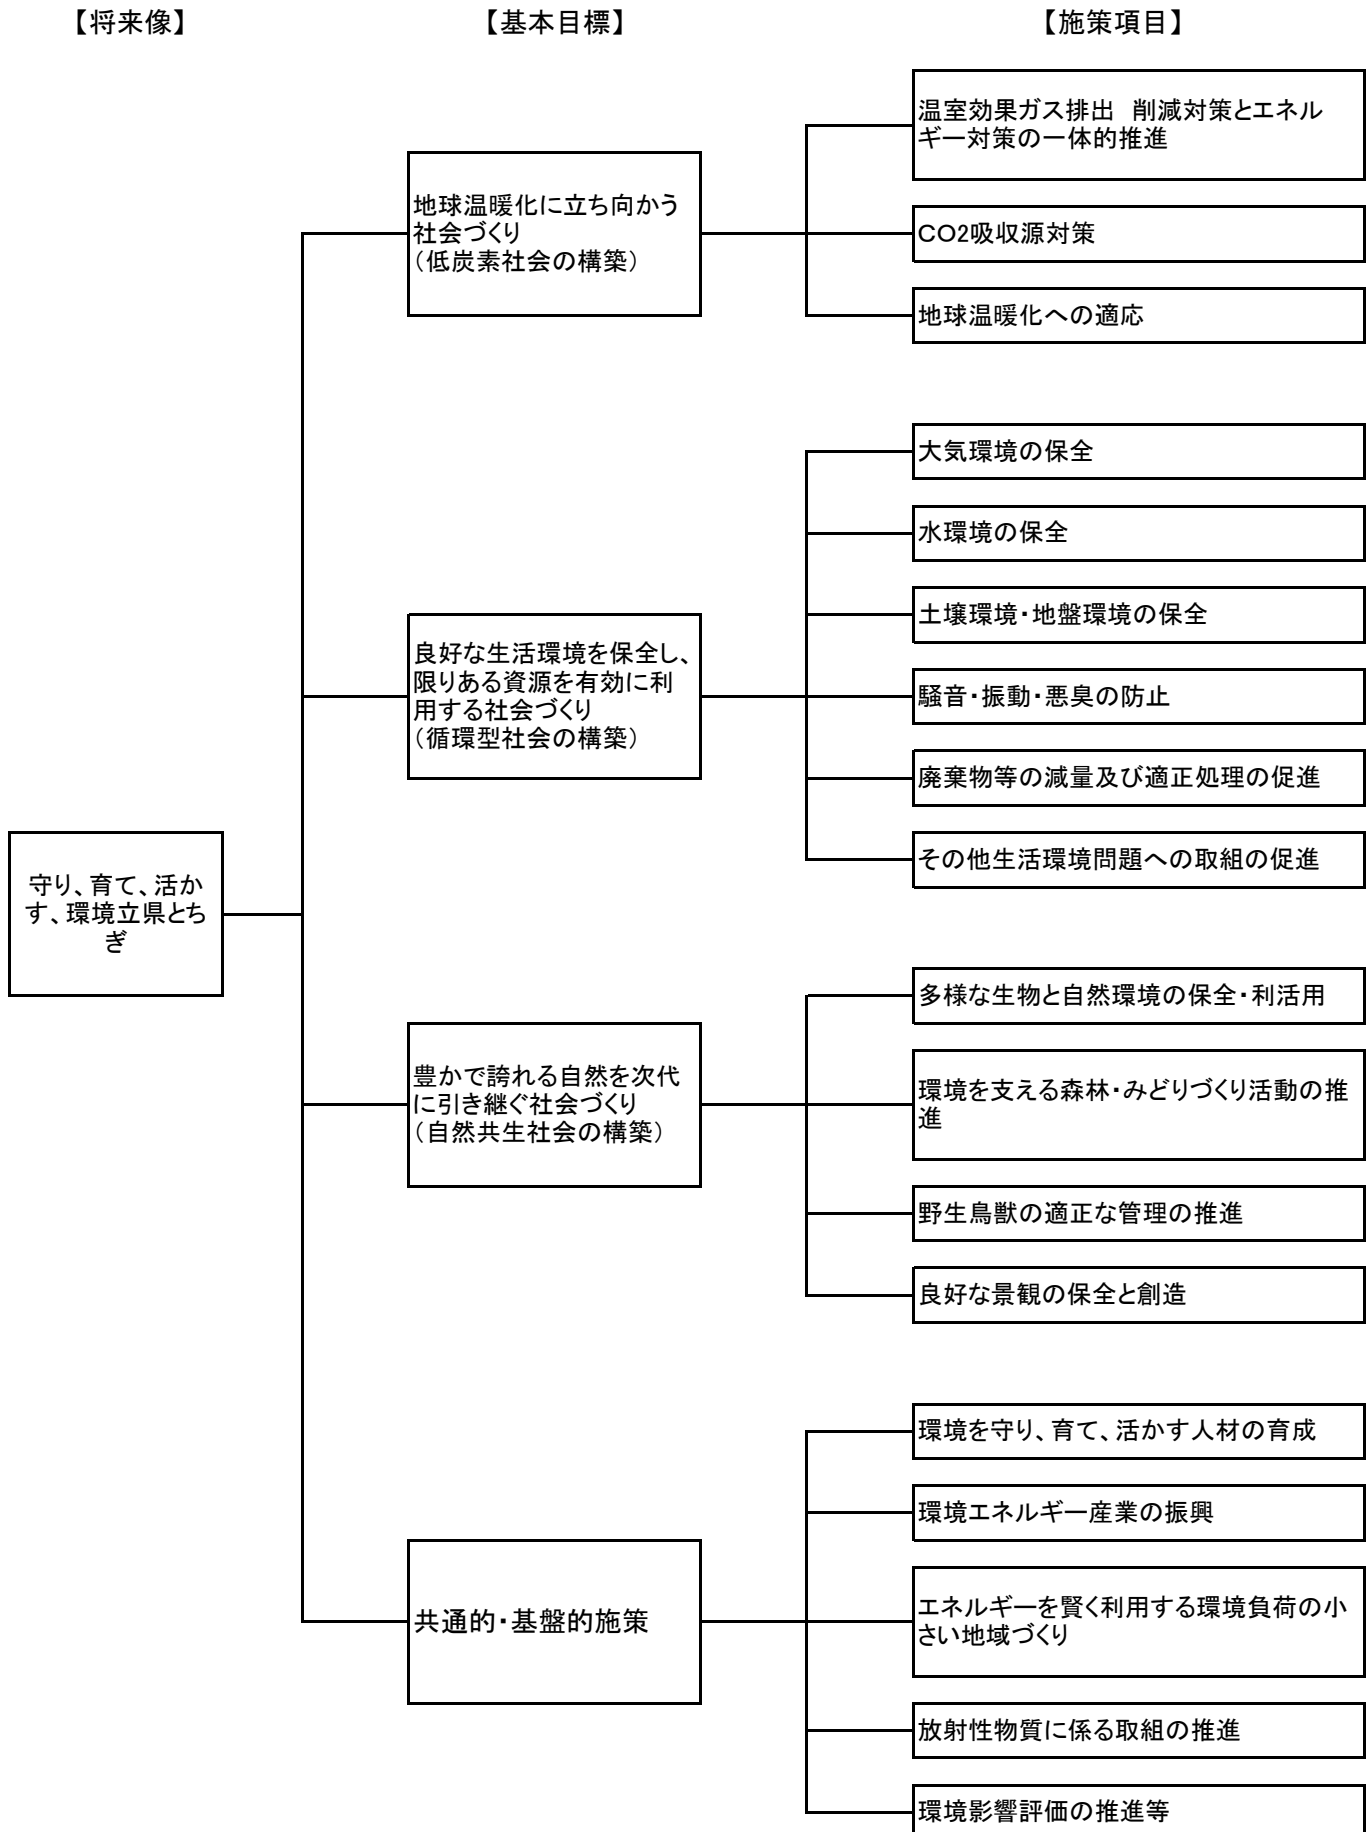 【将来像】
【基本目標】
【施策項目】
守り、育て、活か
す、環境立県とち
ぎ
地球温暖化に立ち向かう
社会づくり
（低炭素社会の構築）
温室効果ガス排出　削減対策とエネル
ギー対策の一体的推進
CO2吸収源対策
地球温暖化への適応
良好な生活環境を保全し、
限りある資源を有効に利
用する社会づくり
（循環型社会の構築）
大気環境の保全
水環境の保全
土壌環境・地盤環境の保全
騒音・振動・悪臭の防止
廃棄物等の減量及び適正処理の促進
その他生活環境問題への取組の促進
豊かで誇れる自然を次代
に引き継ぐ社会づくり
（自然共生社会の構築）
多様な生物と自然環境の保全・利活用
環境を支える森林・みどりづくり活動の推
進
野生鳥獣の適正な管理の推進
良好な景観の保全と創造
共通的・基盤的施策
環境を守り、育て、活かす人材の育成
環境エネルギー産業の振興
エネルギーを賢く利用する環境負荷の小
さい地域づくり
放射性物質に係る取組の推進
環境影響評価の推進等